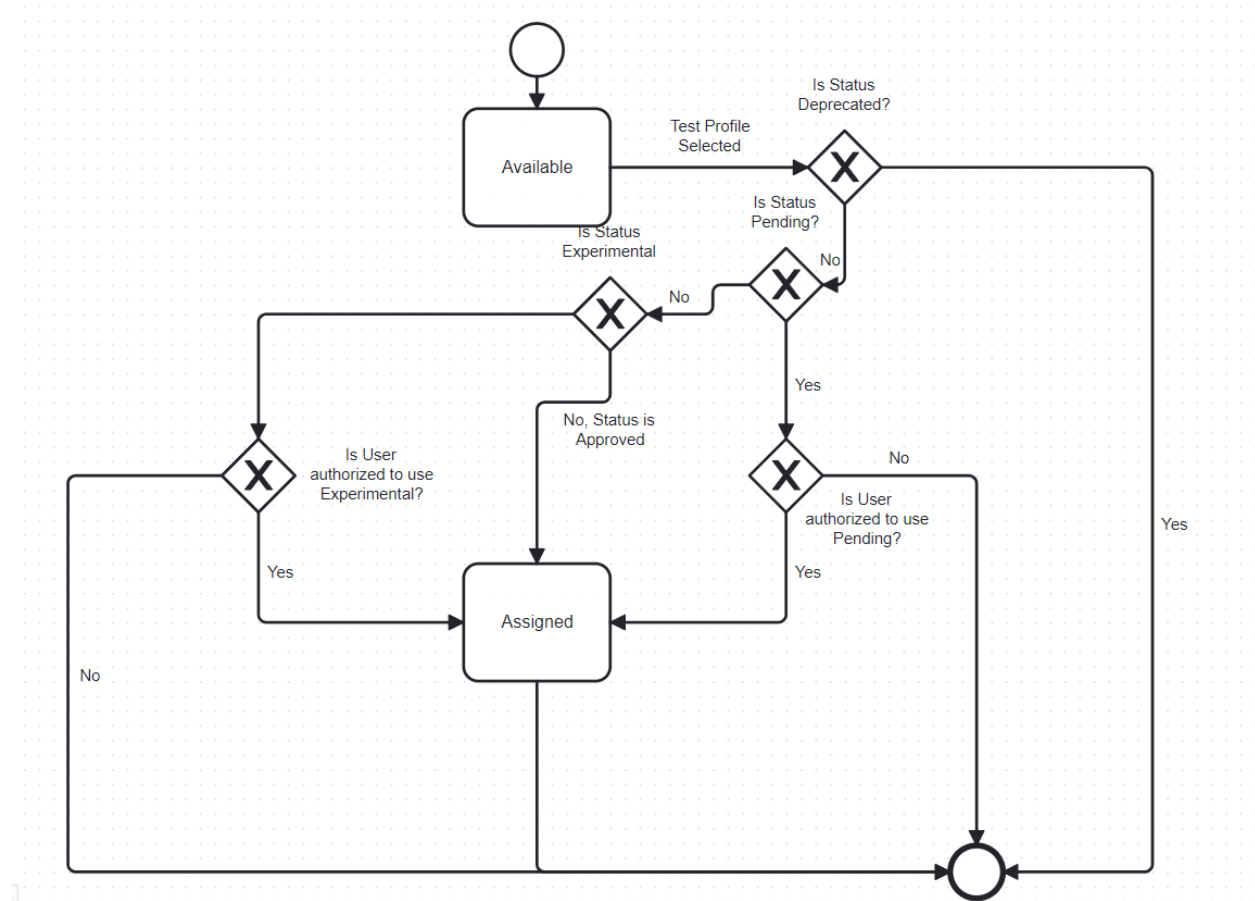 Is Status
Deprecated?
Test Profile
Selected
Available
Is Status
Pending?
Is Status
Experimental
No
No
Yes
No, Status is
Approved
Is User
authorized to use
Experimental?
No
Is User
authorized to use
Pending?
Yes
Yes
Yes
Assigned
No